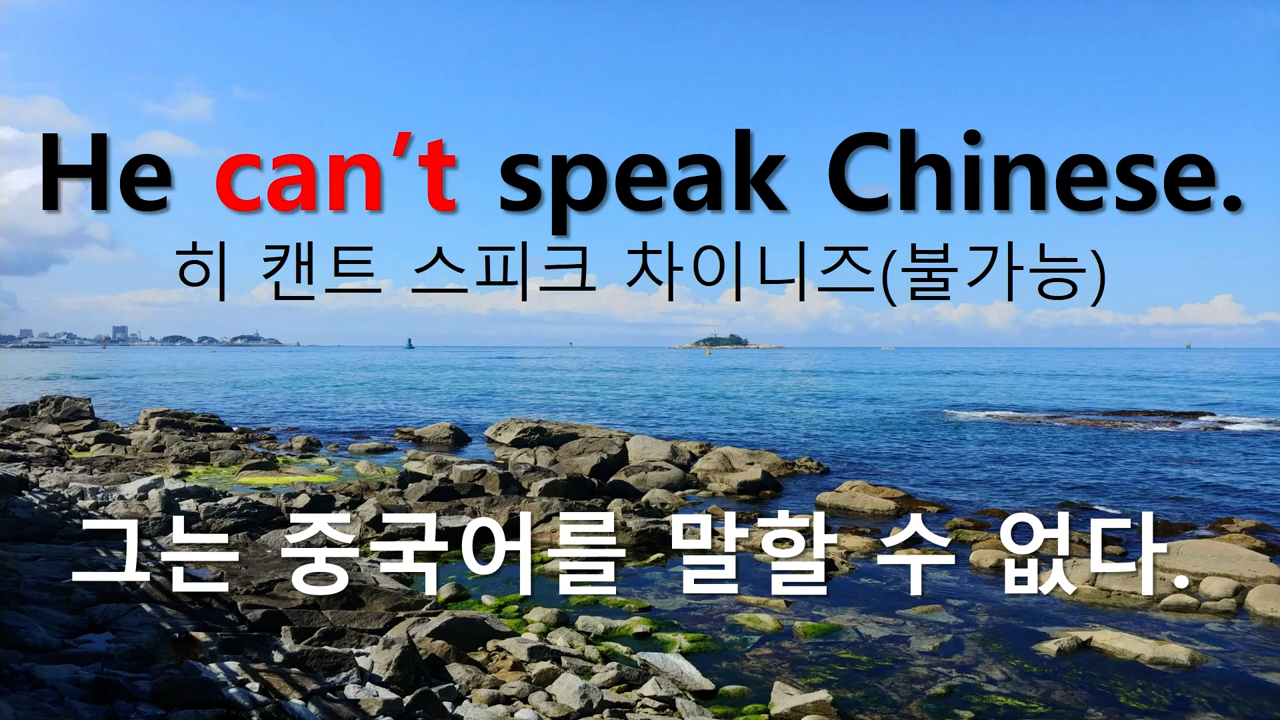 He can’t speak Chinese.
히 캔트 스피크 차이니즈(불가능)
그는 중국어를 말할 수 없다.